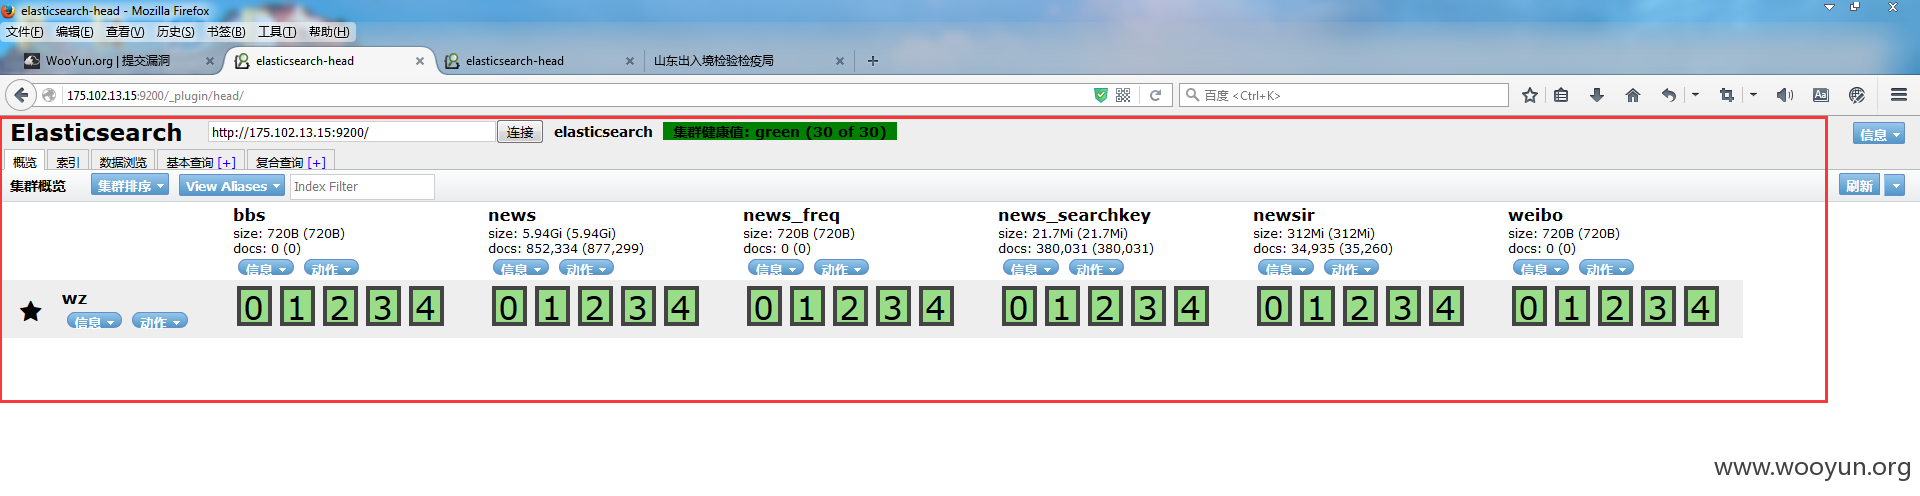 elasticsearch-head - Mozilla Firefox
文件(F) 编辑(E) 查看(V) 历史(S) 书签(B) 工具(T) 帮助(H)
WooYun.org | 提交漏洞 elasticsearch-head elasticsearch-head 山东出入境检验检疫局
175.102.13.15:9200/_plugin/head/ 百度 <Ctrl+K>
Elasticsearch http://175.102.13.15:9200/ 连接 elasticsearch 集群健康值: green (30 of 30) 信息
概览 索引 数据浏览 基本查询 [+] 复合查询 [+]
集群概览 集群排序 View Aliases Index Filter 刷新
bbs news news_freq news_searchkey newsir weibo
size: 720B (720B) size: 5.94Gi (5.94Gi) size: 720B (720B) size: 21.7Mi (21.7Mi) size: 312Mi (312Mi) size: 720B (720B)
docs: 0 (0) docs: 852,334 (877,299) docs: 0 (0) docs: 380,031 (380,031) docs: 34,935 (35,260) docs: 0 (0)
信息 动作 信息 动作 信息 动作 信息 动作 信息 动作 信息 动作
wz 0 1 2 3 4 0 1 2 3 4 0 1 2 3 4 0 1 2 3 4 0 1 2 3 4 0 1 2 3 4
信息 动作
www.wooyun.org